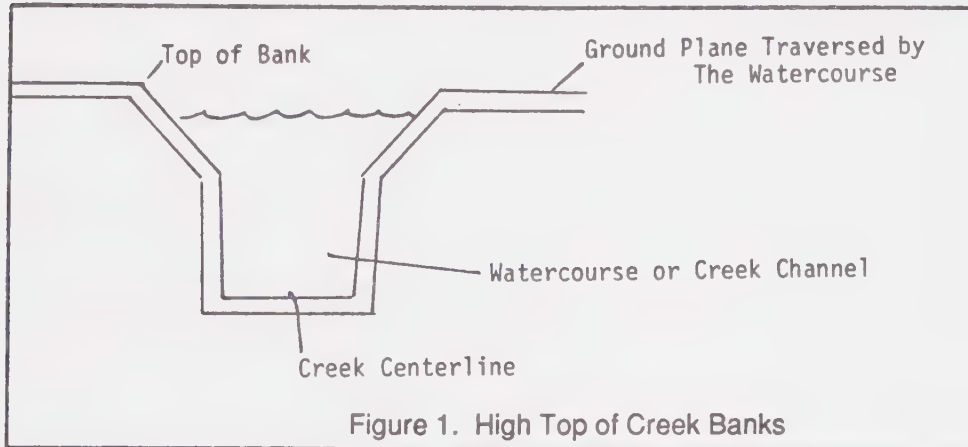 Top of Bank
Ground Plane Traversed by
The Watercourse
Watercourse or Creek Channel
Creek Centerline
Figure 1. High Top of Creek Banks